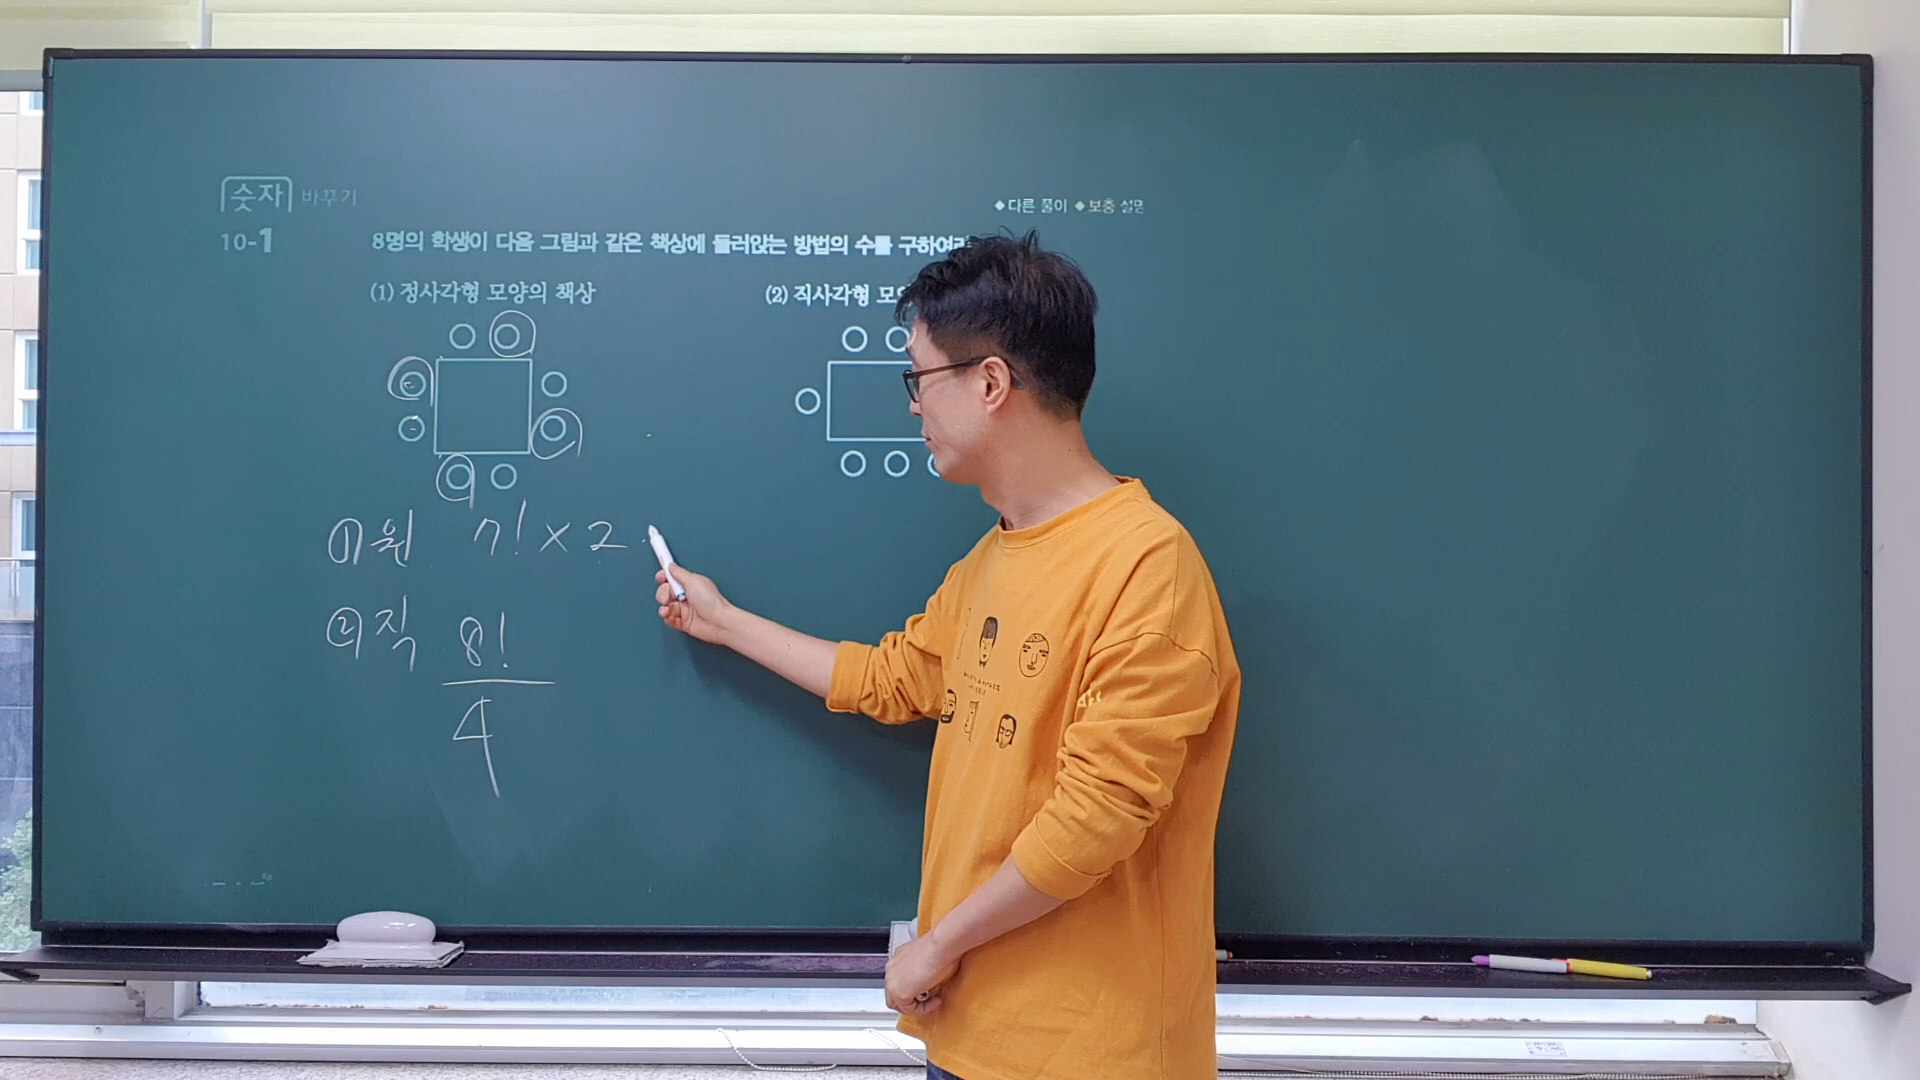 숫자 바꾸기
◆다른 풀이 ◆보충 설명
10-1 8명의 학생이 다음 그림과 같은 책상에 둘러앉는 방법의 수를 구하여라
(1) 정사각형 모양의 책상
(2) 직사각형 모양
① 원 7! × 2
② 직 8!
4